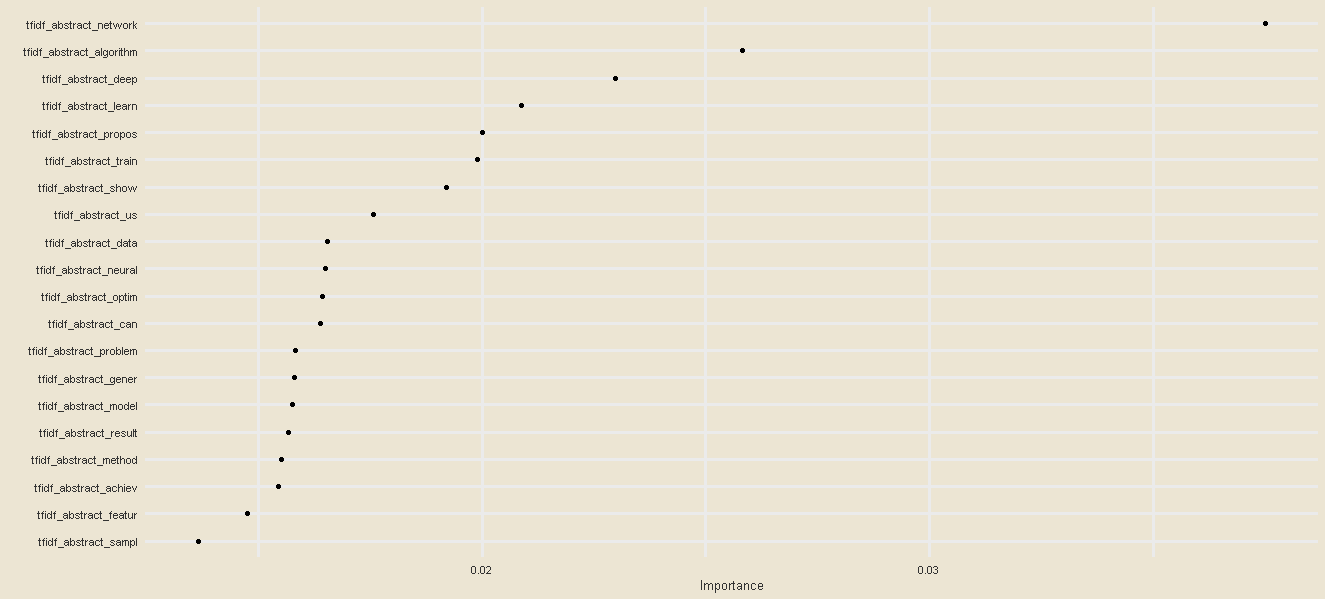 tfidf_abstract_network
tfidf_abstract_algorithm
tfidf_abstract_deep
tfidf_abstract_learn
tfidf_abstract_propos
tfidf_abstract_train
tfidf_abstract_show
tfidf_abstract_us
tfidf_abstract_data
tfidf_abstract_neural
tfidf_abstract_optim
tfidf_abstract_can
tfidf_abstract_problem
tfidf_abstract_gener
tfidf_abstract_model
tfidf_abstract_result
tfidf_abstract_method
tfidf_abstract_achiev
tfidf_abstract_featur
tfidf_abstract_sampl
0.02 0.03
Importance